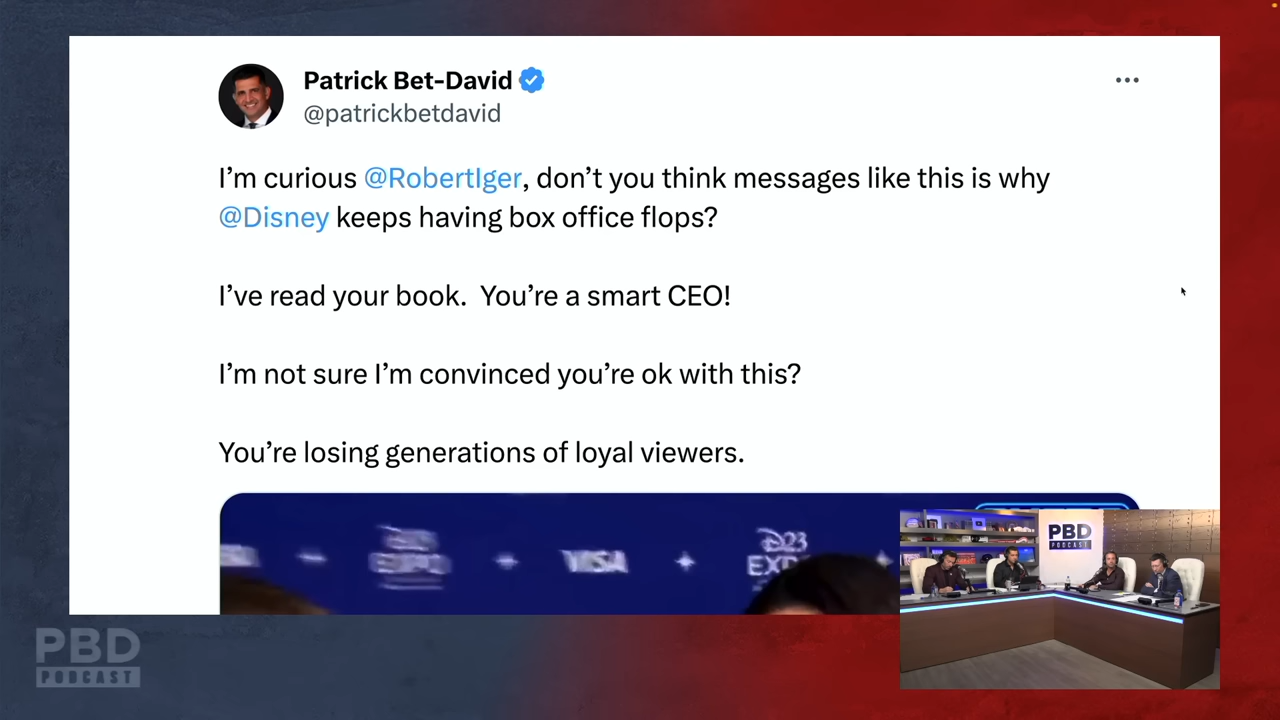 Patrick Bet-David
@patrickbetdavid
I’m curious @RobertIger, don’t you think messages like this is why
@Disney keeps having box office flops?
I’ve read your book.  You’re a smart CEO!
I’m not sure I’m convinced you’re ok with this?
You’re losing generations of loyal viewers.
EXPO
VISA
D23
PBD
PODCAST
PBD
PODCAST